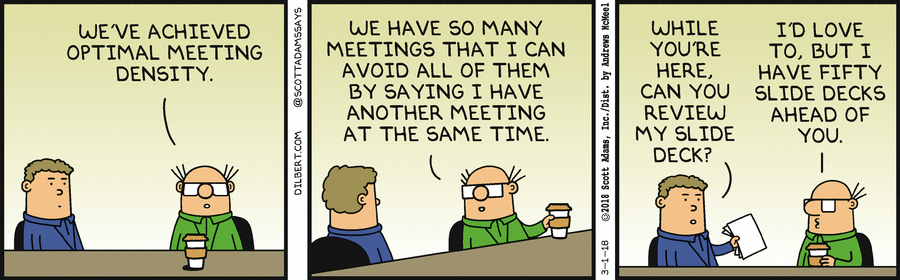 WE'VE ACHIEVED
OPTIMAL MEETING
DENSITY.
DILBERT.COM @SCOTTADAMSSAYS
WE HAVE SO MANY
MEETINGS THAT I CAN
AVOID ALL OF THEM
BY SAYING I HAVE
ANOTHER MEETING
AT THE SAME TIME.
3-1-18 ©2018 Scott Adams, Inc./Dist. by Andrews McMeel
WHILE
YOU'RE
HERE,
CAN YOU
REVIEW
MY SLIDE
DECK?
I'D LOVE
TO, BUT I
HAVE FIFTY
SLIDE DECKS
AHEAD OF
YOU.